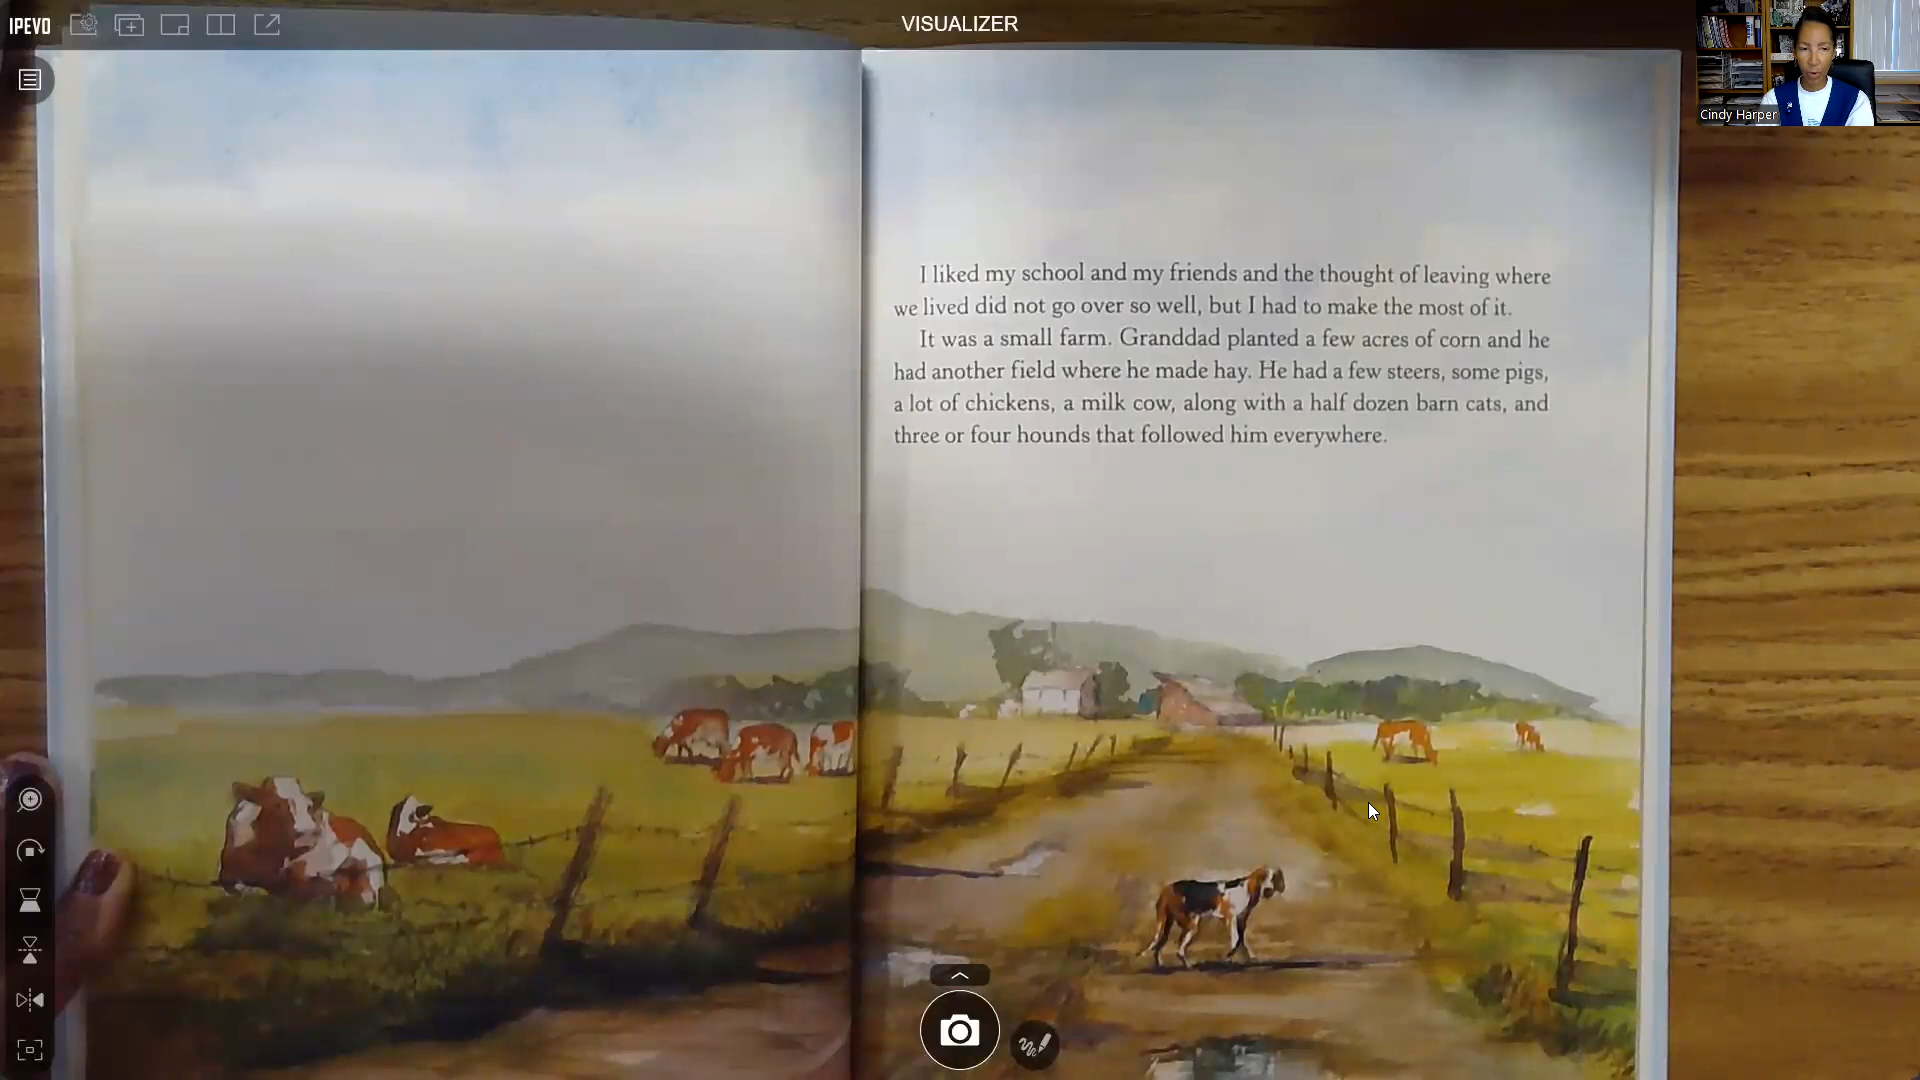 IPEVO
VISUALIZER
Cindy Harper
I liked my school and my friends and the thought of leaving where
we lived did not go over so well, but I had to make the most of it.
It was a small farm. Granddad planted a few acres of corn and he
had another field where he made hay. He had a few steers, some pigs,
a lot of chickens, a milk cow, along with a half dozen barn cats, and
three or four hounds that followed him everywhere.